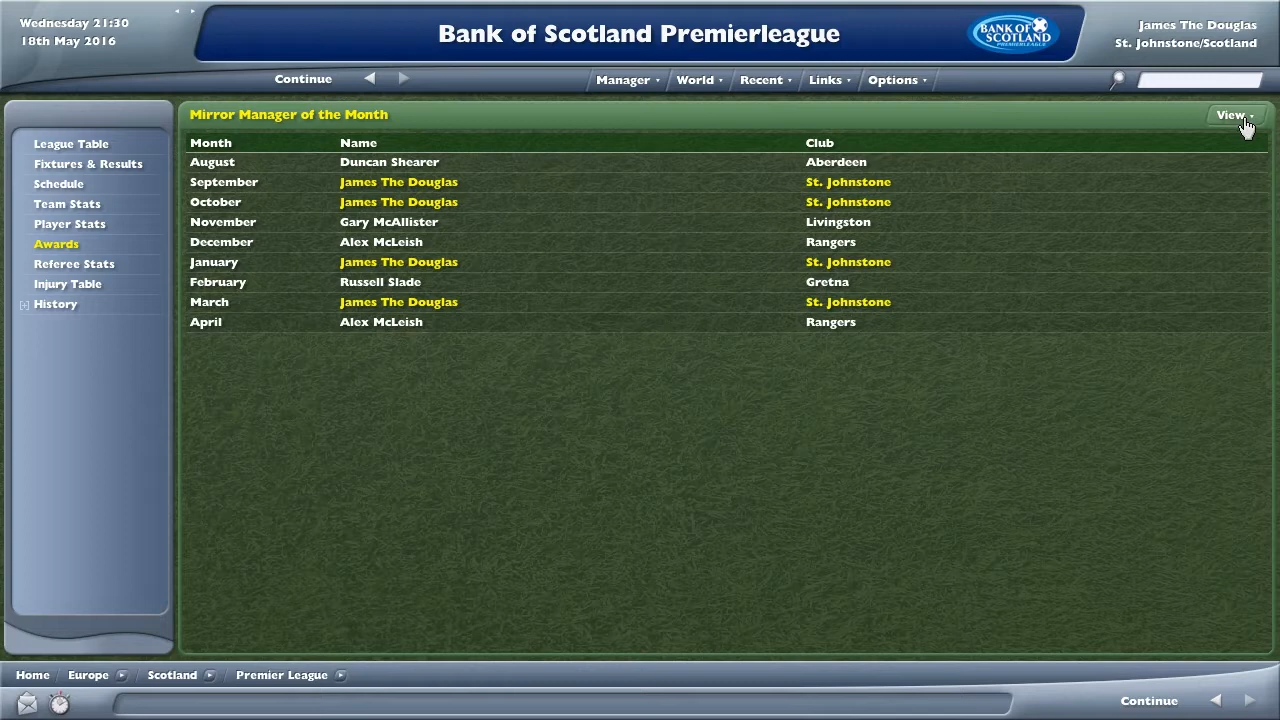 Wednesday 21:30
18th May 2016
Bank of Scotland Premierleague
BANK OF
SCOTLAND
PREMIERLEAGUE
James The Douglas
St. Johnstone/Scotland
Continue
Manager World Recent Links Options
Mirror Manager of the Month
View
League Table
Fixtures & Results
Schedule
Team Stats
Player Stats
Awards
Referee Stats
Injury Table
History
Month Name Club
August Duncan Shearer Aberdeen
September James The Douglas St. Johnstone
October James The Douglas St. Johnstone
November Gary McAllister Livingston
December Alex McLeish Rangers
January James The Douglas St. Johnstone
February Russell Slade Gretna
March James The Douglas St. Johnstone
April Alex McLeish Rangers
Home Europe Scotland Premier League
Continue